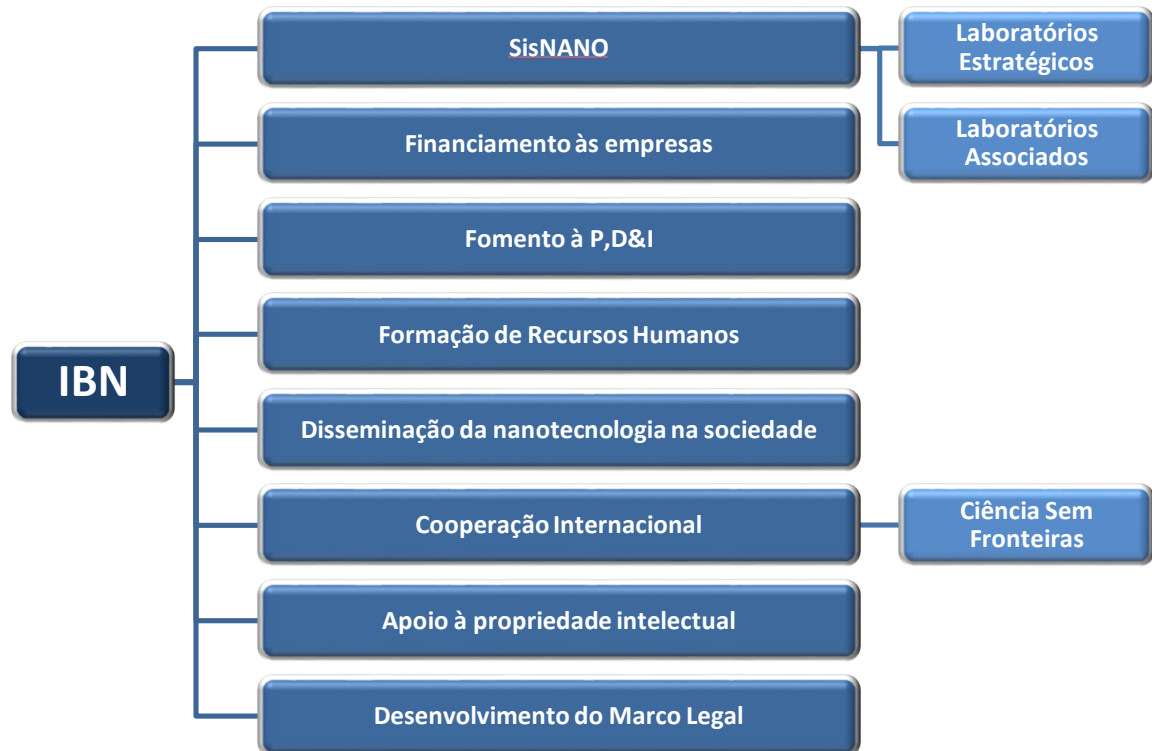 IBN
SisNANO
Laboratórios
Estratégicos
Laboratórios
Associados
Financiamento às empresas
Fomento à P,D&I
Formação de Recursos Humanos
Disseminação da nanotecnologia na sociedade
Cooperação Internacional
Ciência Sem
Fronteiras
Apoio à propriedade intelectual
Desenvolvimento do Marco Legal